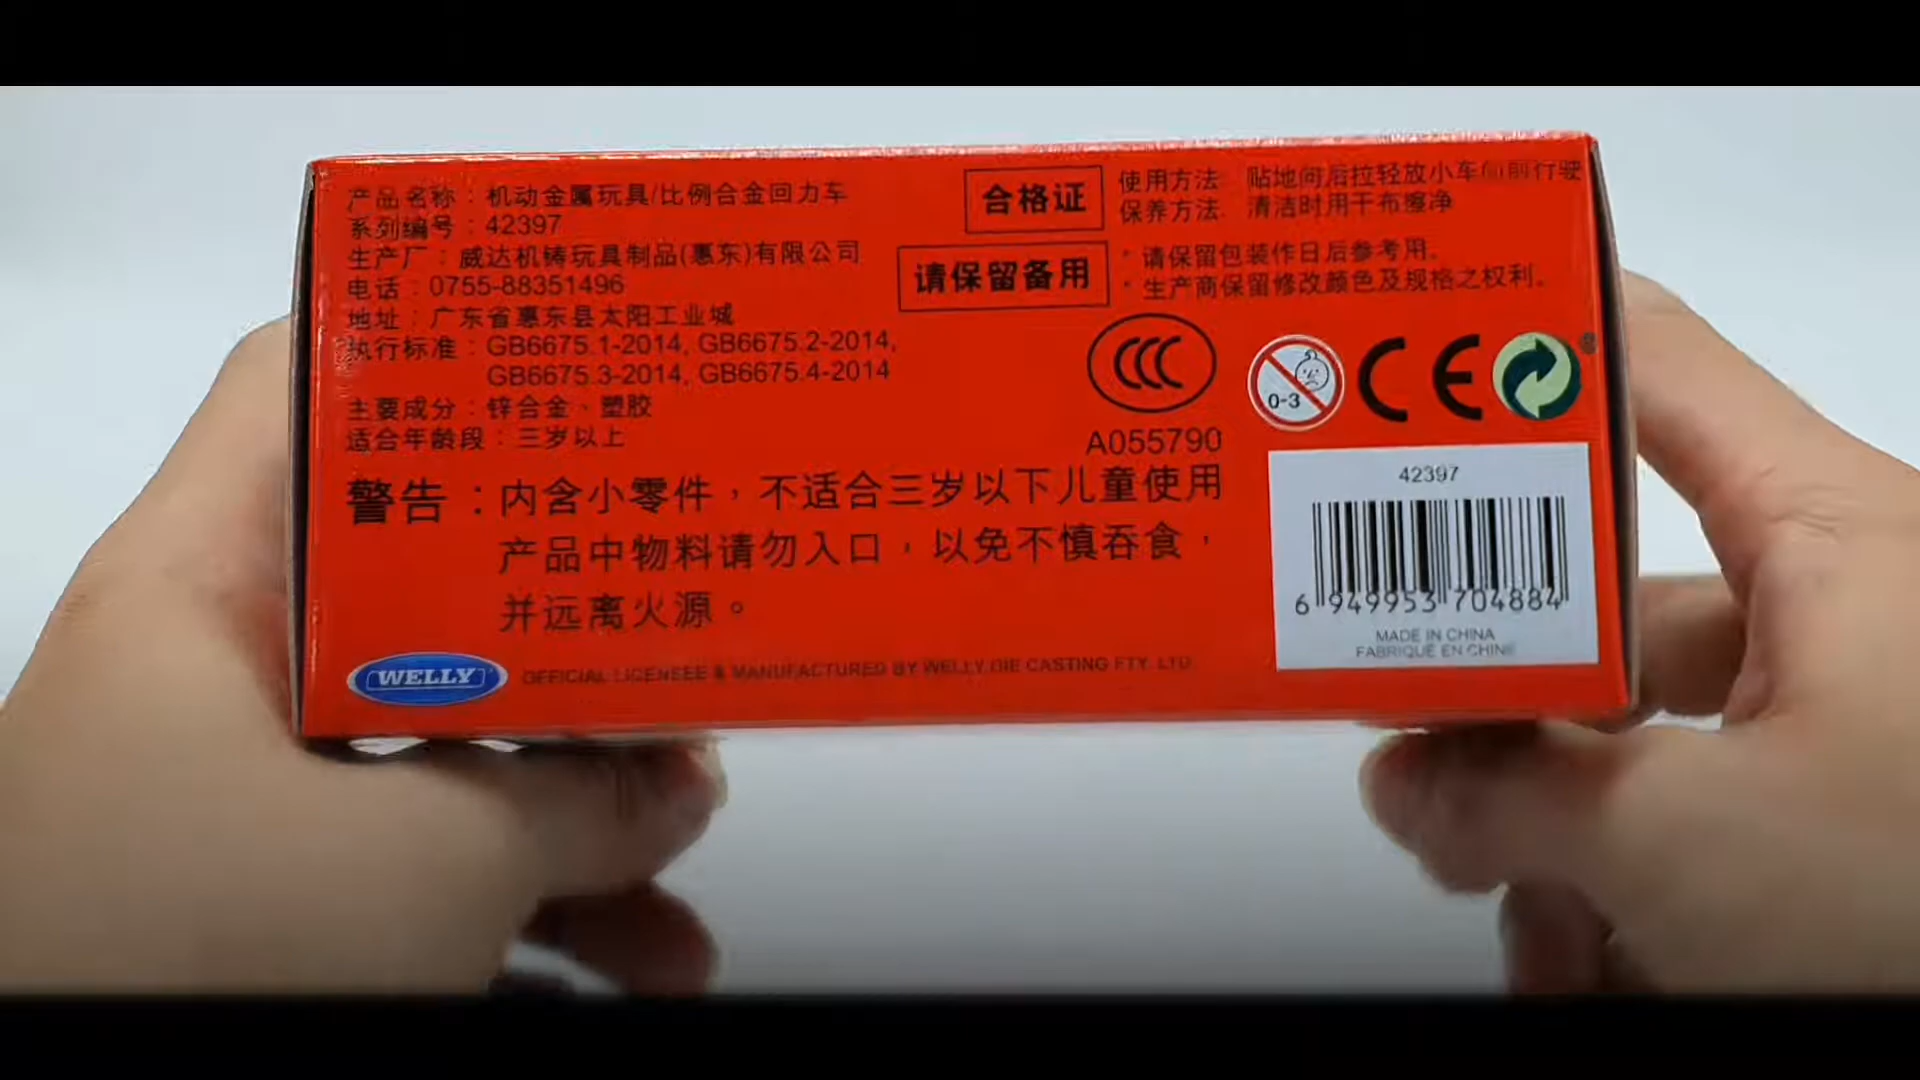 产品名称：机动金属玩具/比例合金回力车
系列编号：42397
生产厂：威达机铸玩具制品(惠东)有限公司
电话：0755-88351496
地址：广东省惠东县太阳工业城
执行标准：GB6675.1-2014, GB6675.2-2014,
GB6675.3-2014, GB6675.4-2014
主要成分：锌合金、塑胶
适合年龄段：三岁以上
合格证
使用方法：贴地向后拉轻放小车向前行驶
保养方法：清洁时用干布擦净
请保留备用
· 请保留包装作日后参考用。
· 生产商保留修改颜色及规格之权利。
CCC
A055790
0-3
CE
警告：内含小零件，不适合三岁以下儿童使用
产品中物料请勿入口，以免不慎吞食，
并远离火源。
WELLY
OFFICIAL LICENSEE & MANUFACTURED BY WELLY DIE CASTING FTY. LTD.
42397
6 949953 704884
MADE IN CHINA
FABRIQUÉ EN CHINE